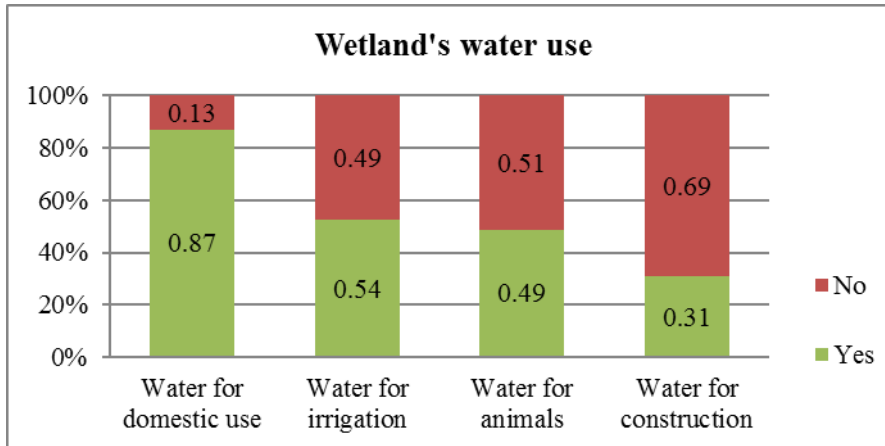 Wetland's water use
100%
80%
60%
40%
20%
0%
0.13
0.87
0.49
0.54
0.51
0.49
0.69
0.31
No
Yes
Water for
domestic use
Water for
irrigation
Water for
animals
Water for
construction